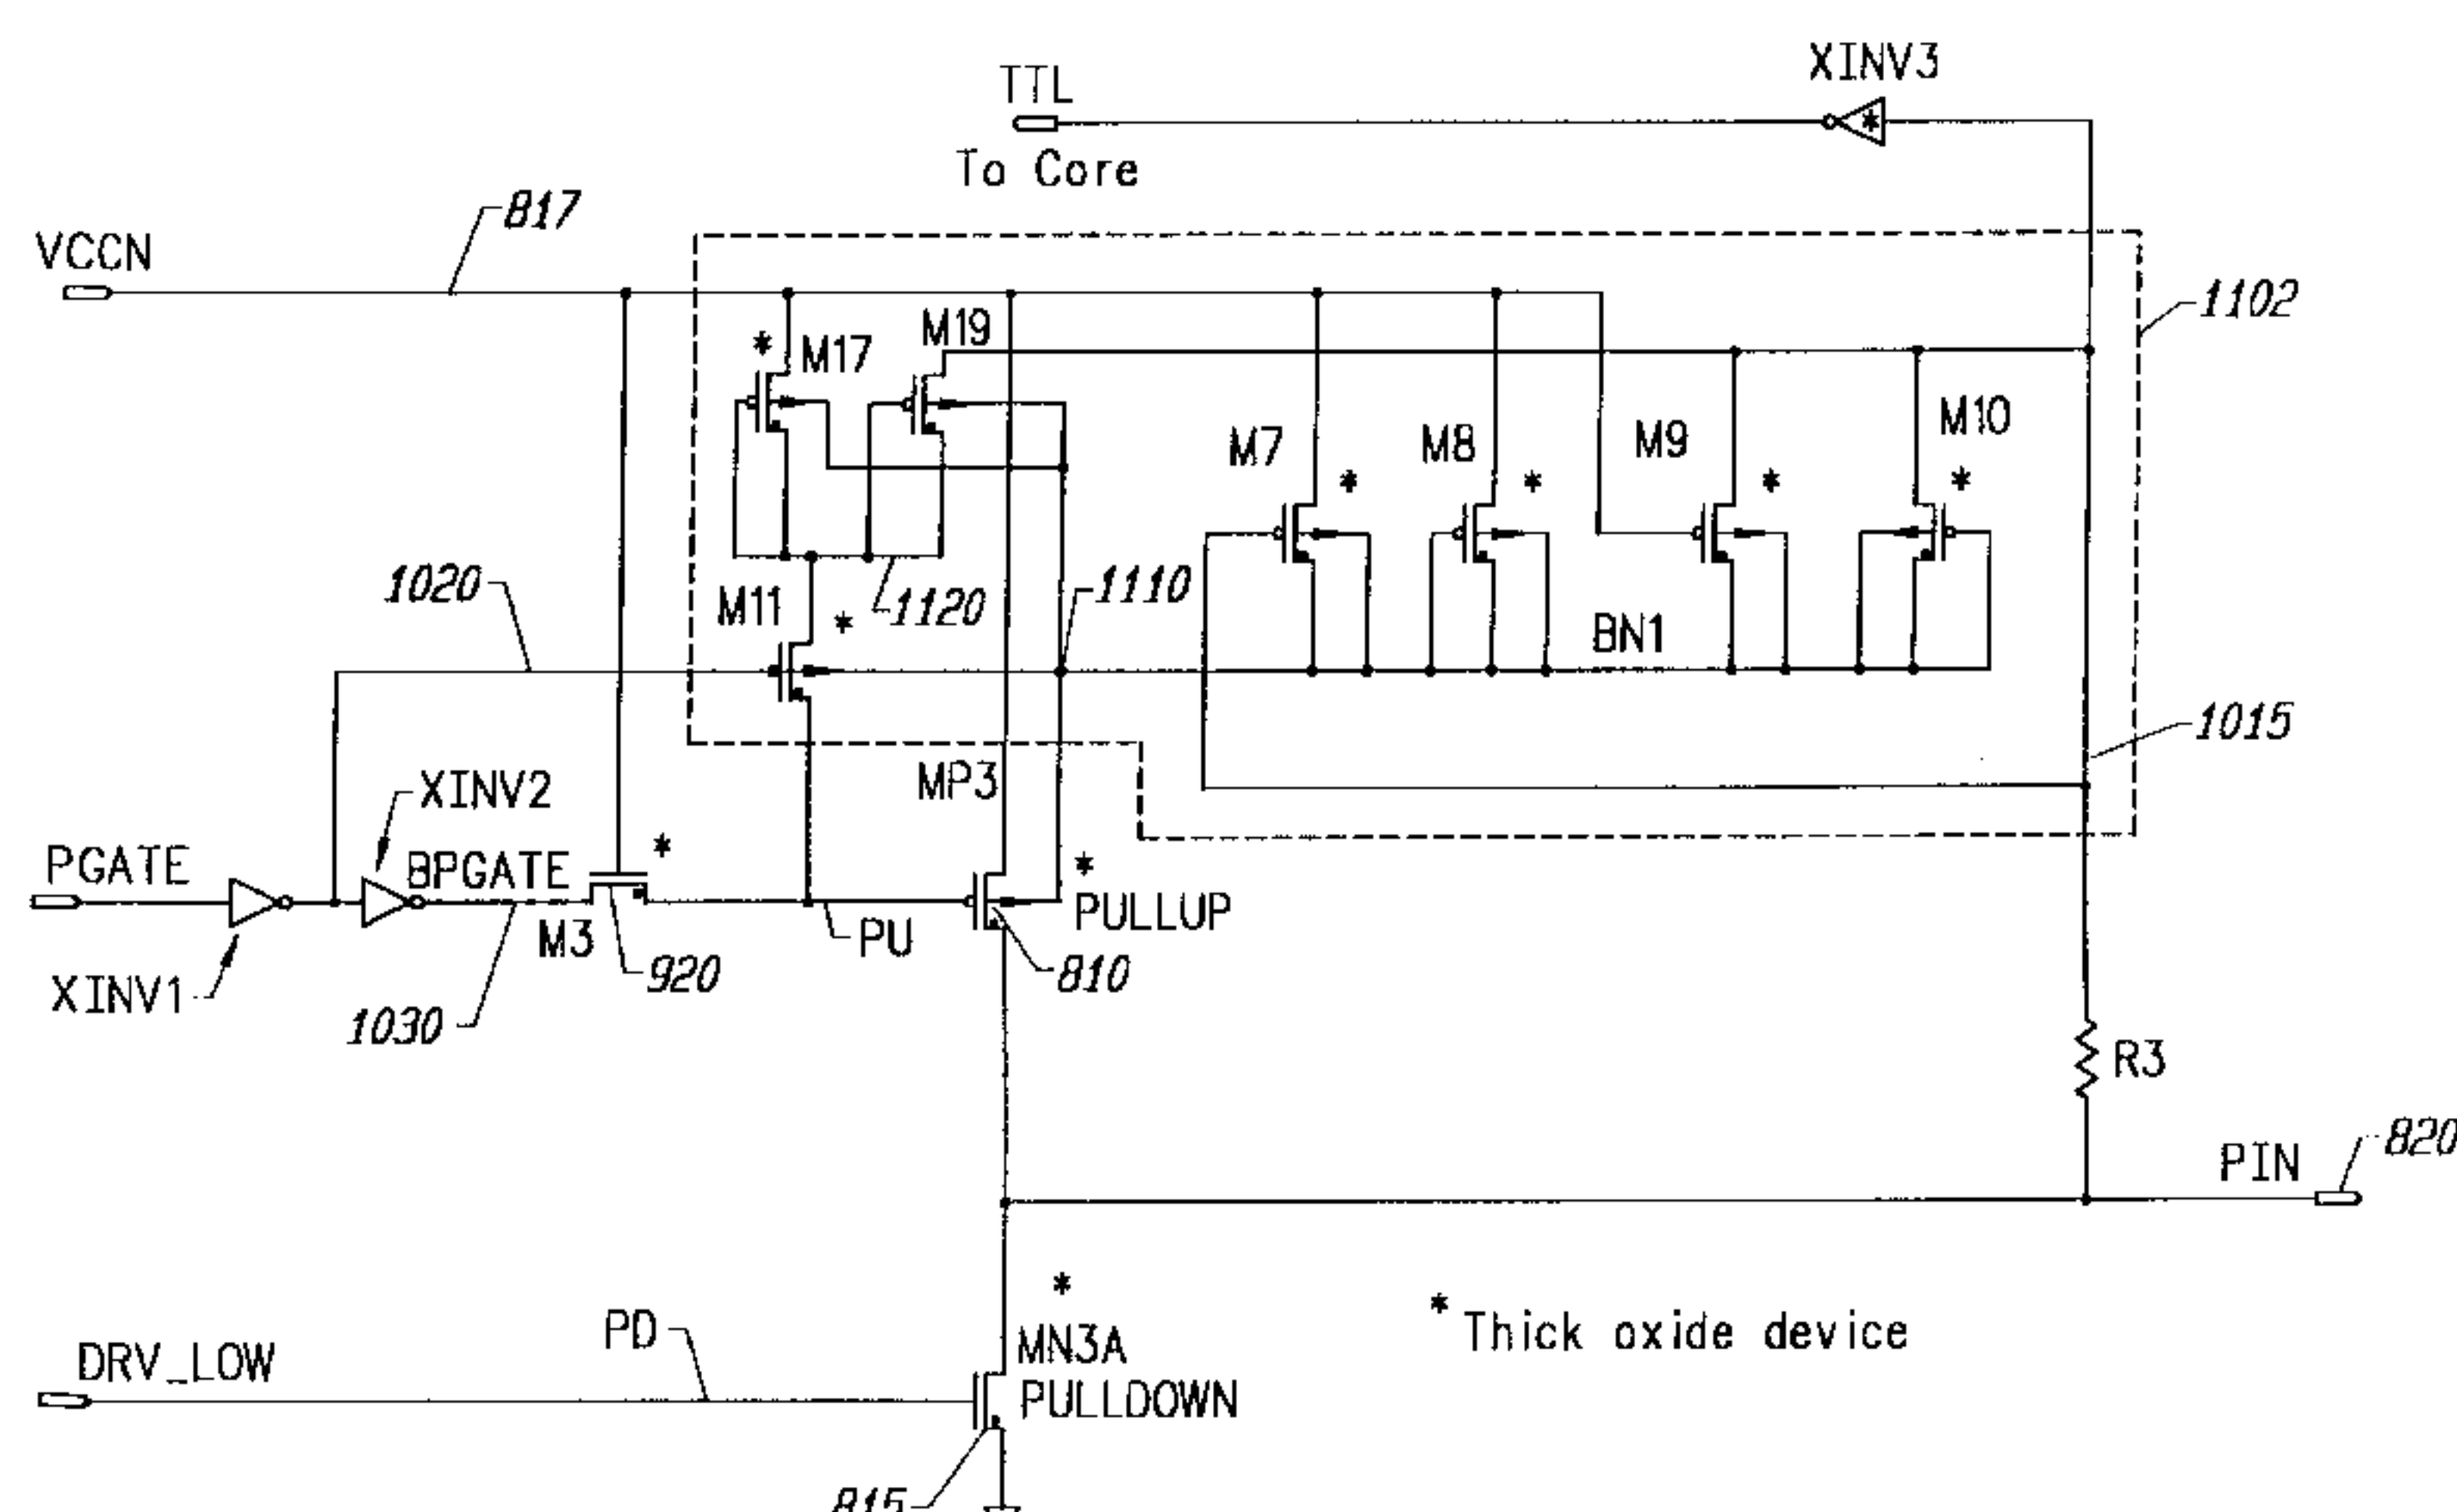 XINV3
TTL
To Core
817
VCCN
1102
M19
* M17
M10
M7
M8
M9
* * * *
1020
1120
1110
M11
*
BN1
1015
MP3
XINV2
*
*
PGATE
BPGATE
PULLUP
M3
PU
R3
920
810
XINV1
1030
820
PIN
*
* Thick oxide device
PD
MN3A
DRV_LOW
PULLDOWN
815